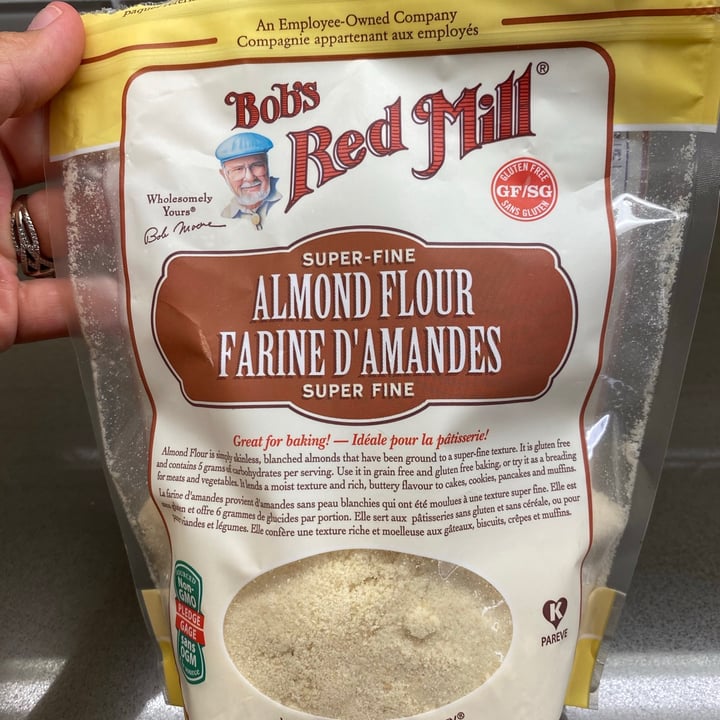 An Employee-Owned Company
Compagnie appartenant aux employés
Bob's
Red Mill®
GLUTEN FREE
GF/SG
SANS GLUTEN
Wholesomely
Yours®
Bob Moore
SUPER-FINE
ALMOND FLOUR
FARINE D'AMANDES
SUPER FINE
Great for baking! — Idéale pour la pâtisserie!
Almond Flour is simply skinless, blanched almonds that have been ground to a super-fine texture. It is gluten free
and contains 5 grams of carbohydrates per serving. Use it in grain free and gluten free baking, or try it as a breading
for meats and vegetables. It lends a moist texture and rich, buttery flavour to cakes, cookies, pancakes and muffins.
La farine d'amandes provient d'amandes sans peau blanchies qui ont été moulues à une texture super fine. Elle est
sans gluten et offre 6 grammes de glucides par portion. Elle sert aux pâtisseries sans gluten et sans céréale, ou pour
viandes et légumes. Elle confère une texture riche et moelleuse aux gâteaux, biscuits, crêpes et muffins.
SOURCED
Non-
GMO
PLEDGE
GAGE
sans
OGM
K
PAREVE